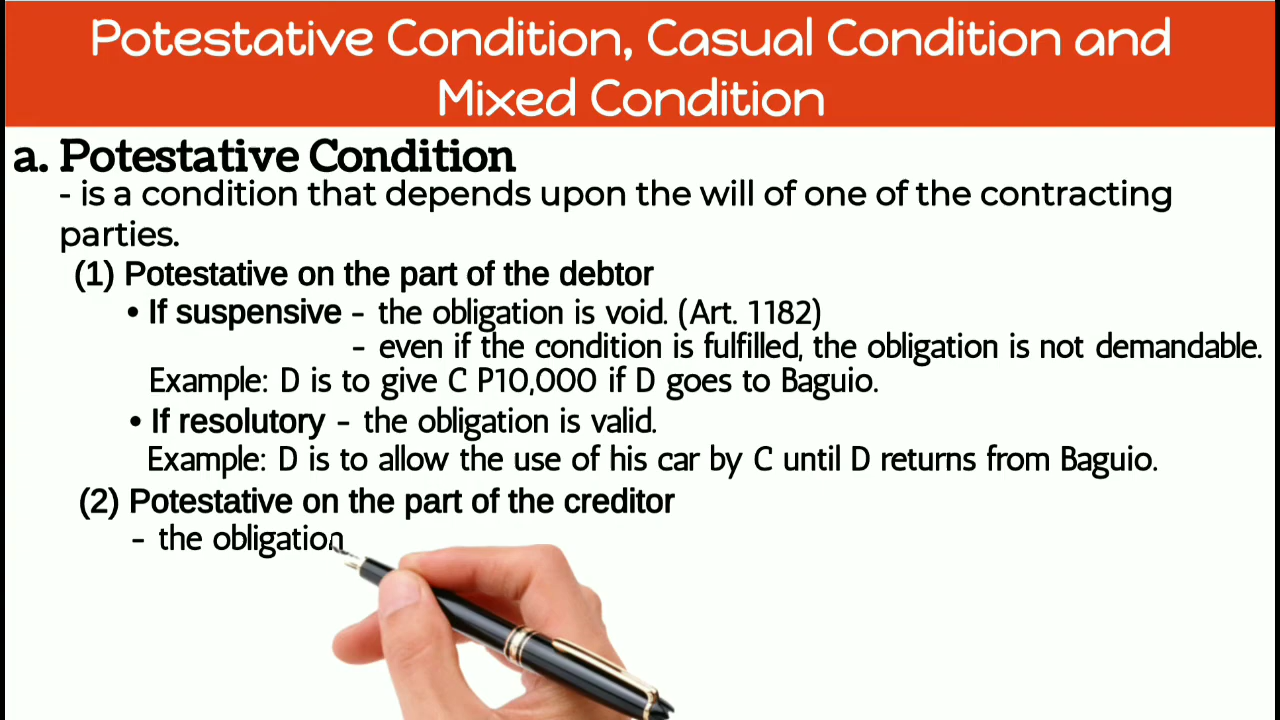 Potestative Condition, Casual Condition and
Mixed Condition
a. Potestative Condition
- is a condition that depends upon the will of one of the contracting
parties.
(1) Potestative on the part of the debtor
• If suspensive - the obligation is void. (Art. 1182)
- even if the condition is fulfilled, the obligation is not demandable.
Example: D is to give C P10,000 if D goes to Baguio.
• If resolutory - the obligation is valid.
Example: D is to allow the use of his car by C until D returns from Baguio.
(2) Potestative on the part of the creditor
- the obligation